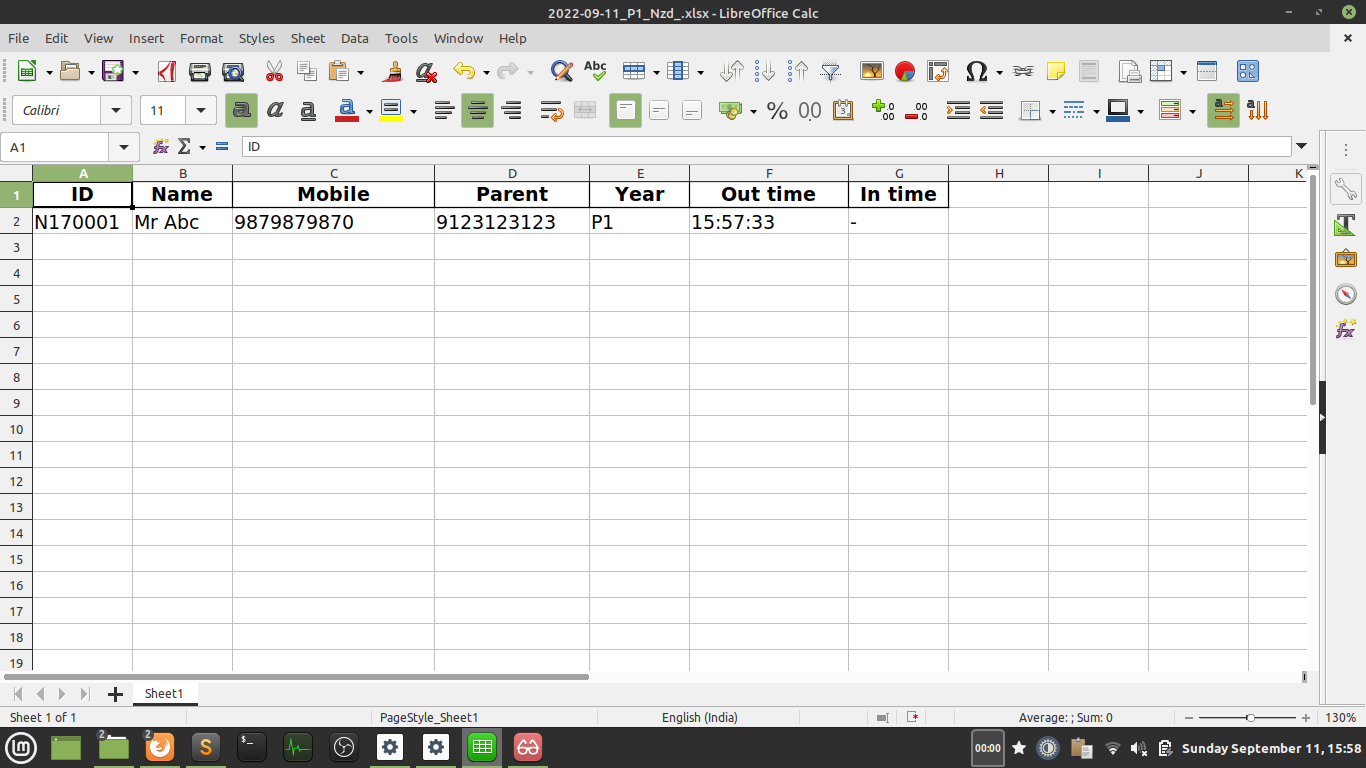 2022-09-11_P1_Nzd_.xlsx - LibreOffice Calc
File Edit View Insert Format Styles Sheet Data Tools Window Help
Calibri 11
A1 ID
A B C D E F G H I J K
1 ID Name Mobile Parent Year Out time In time
2 N170001 Mr Abc 9879879870 9123123123 P1 15:57:33 -
3
4
5
6
7
8
9
10
11
12
13
14
15
16
17
18
19
Sheet1
Sheet 1 of 1 PageStyle_Sheet1 English (India) Average: ; Sum: 0 130%
2 2 00:00 Sunday September 11, 15:58